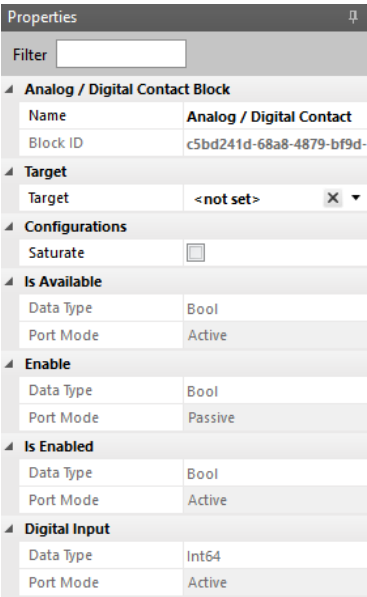 Properties
Filter
Analog / Digital Contact Block
Name Analog / Digital Contact
Block ID c5bd241d-68a8-4879-bf9d-
Target
Target <not set>
Configurations
Saturate
Is Available
Data Type Bool
Port Mode Active
Enable
Data Type Bool
Port Mode Passive
Is Enabled
Data Type Bool
Port Mode Active
Digital Input
Data Type Int64
Port Mode Active